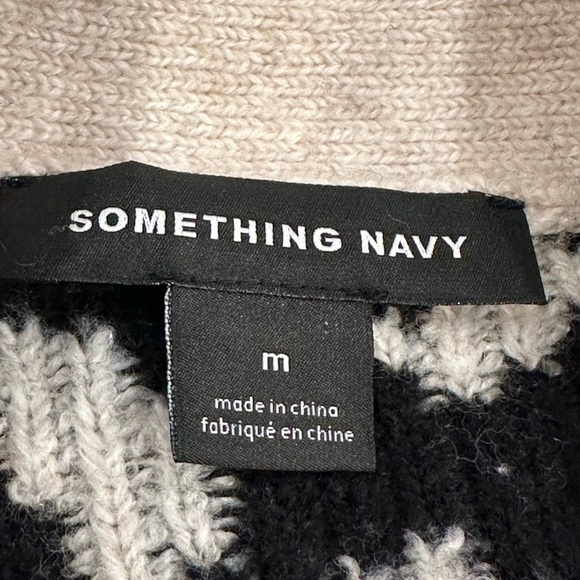 SOMETHING NAVY
m
made in china
fabriqué en chine